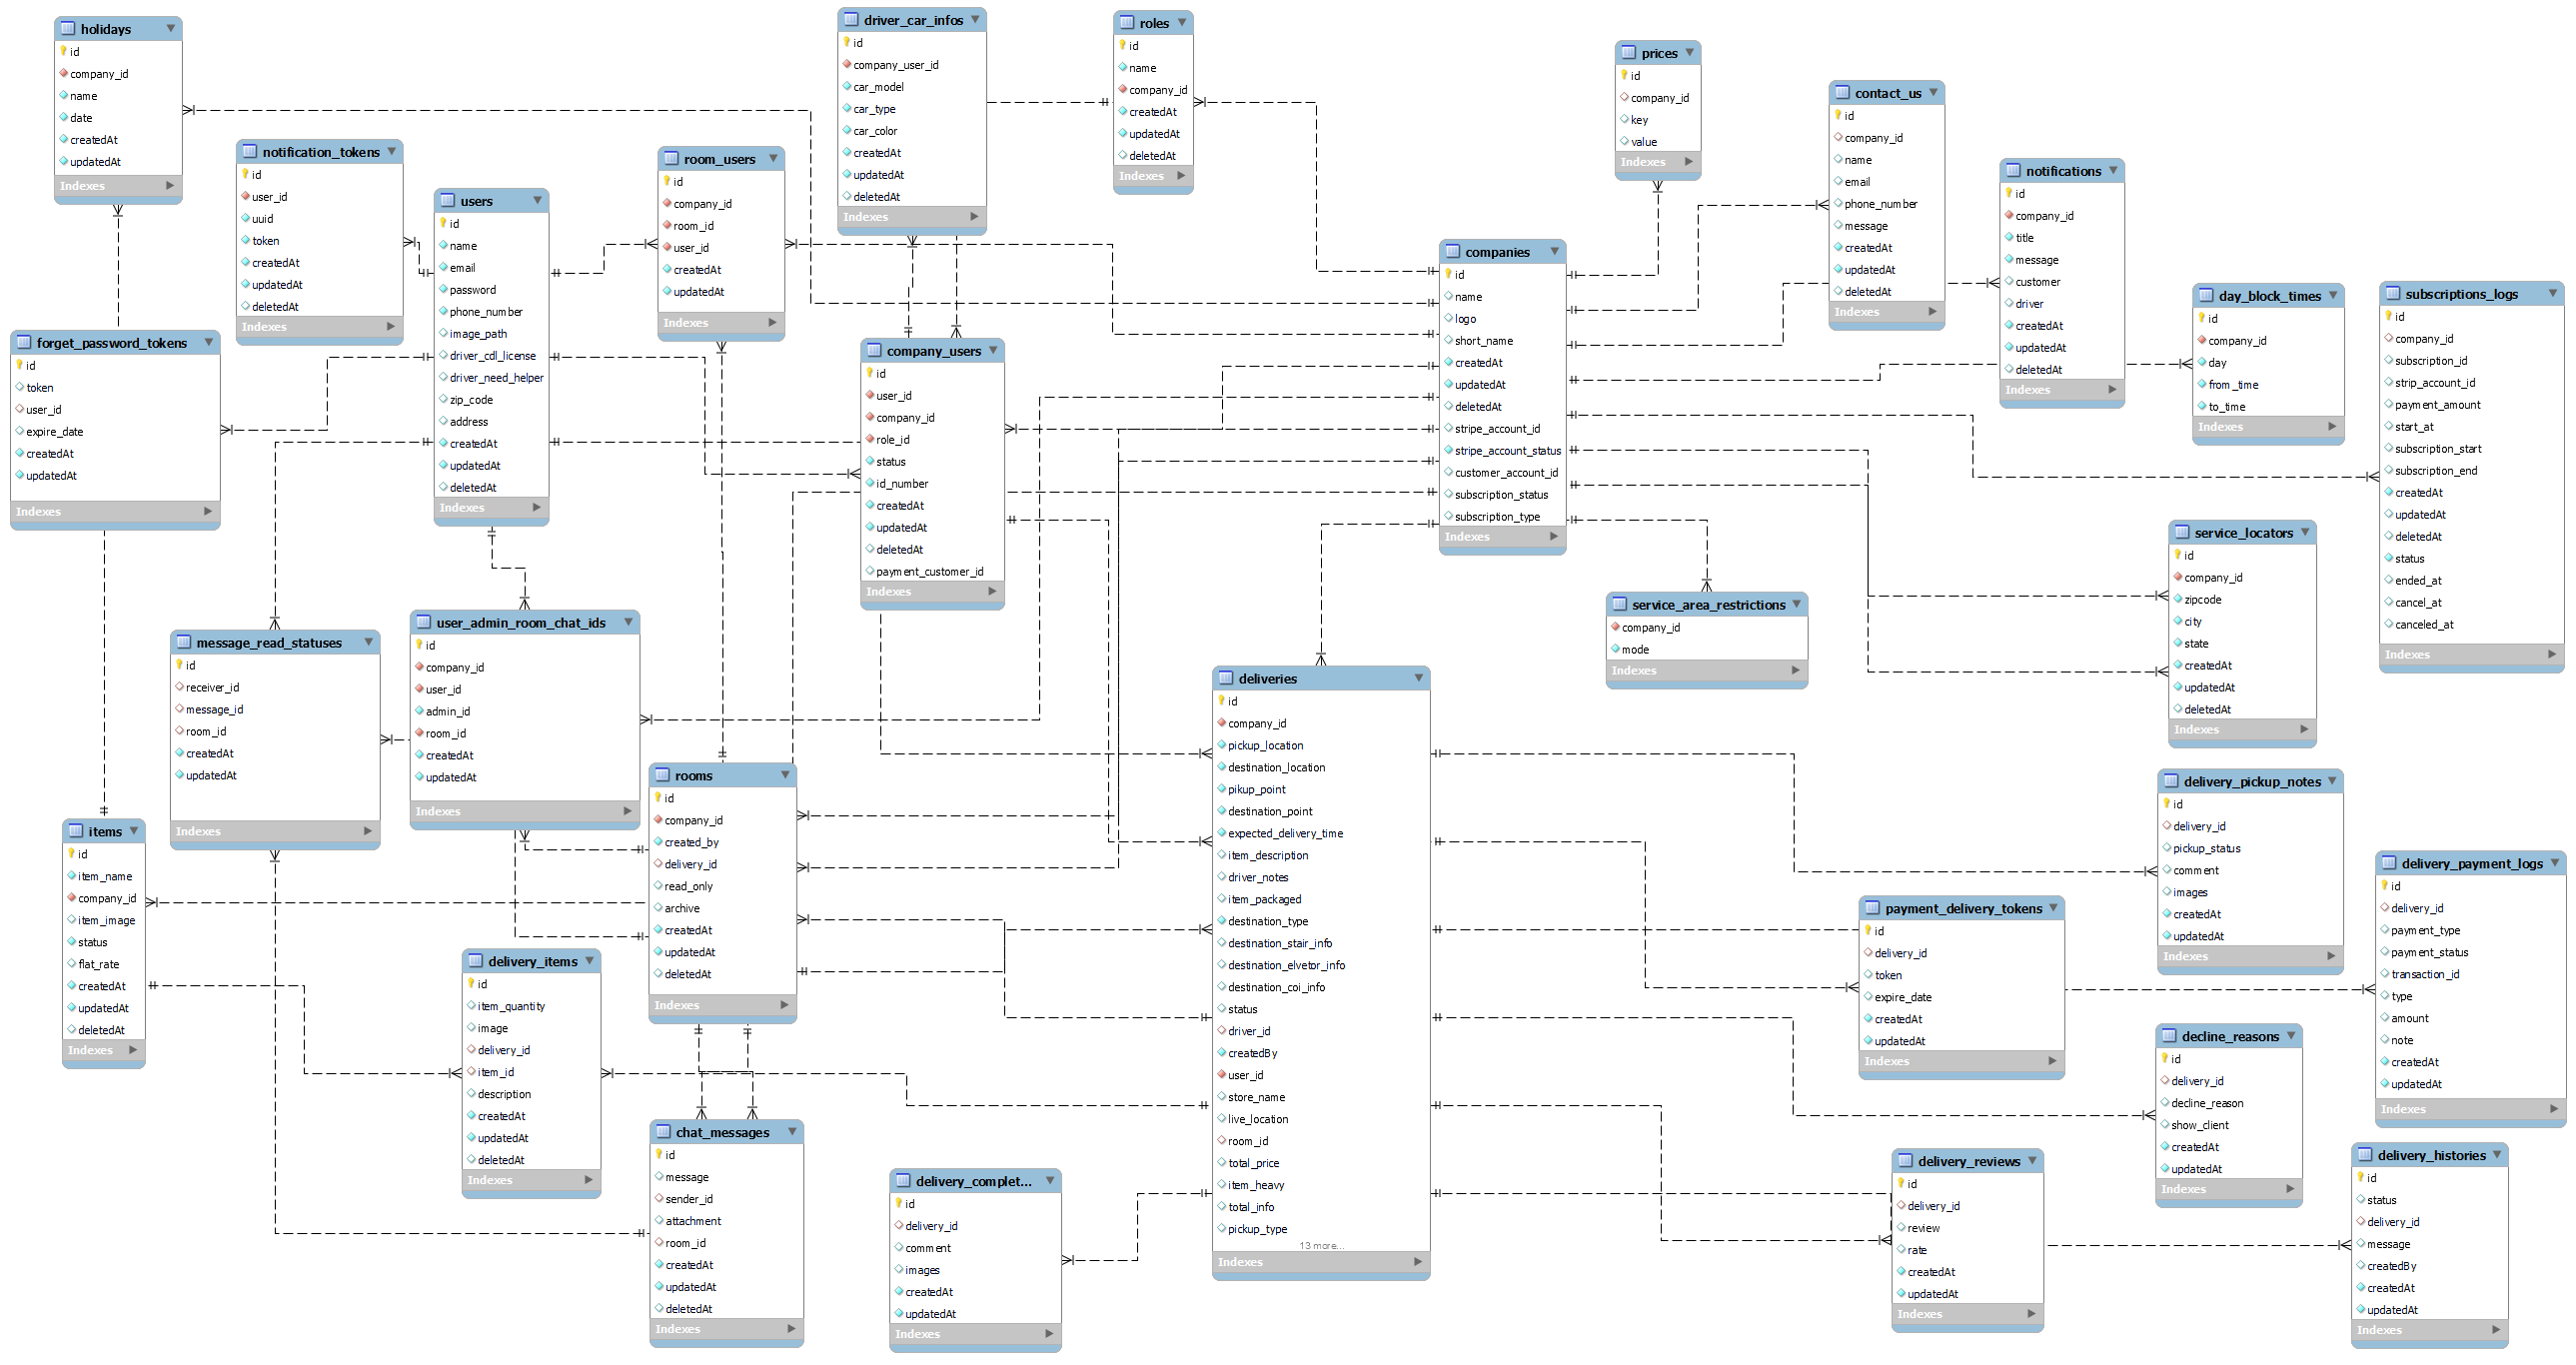 holidays
id
company_id
name
date
createdAt
updatedAt
Indexes
notification_tokens
id
user_id
uuid
token
createdAt
updatedAt
deletedAt
Indexes
users
id
name
email
password
phone_number
image_path
driver_cdl_license
driver_need_helper
zip_code
address
createdAt
updatedAt
deletedAt
Indexes
room_users
id
company_id
room_id
user_id
createdAt
updatedAt
Indexes
driver_car_infos
id
company_user_id
car_model
car_type
car_color
createdAt
updatedAt
deletedAt
Indexes
roles
id
name
company_id
createdAt
updatedAt
deletedAt
Indexes
prices
id
company_id
key
value
Indexes
contact_us
id
company_id
name
email
phone_number
message
createdAt
updatedAt
deletedAt
Indexes
notifications
id
company_id
title
message
customer
driver
createdAt
updatedAt
deletedAt
Indexes
day_block_times
id
company_id
day
from_time
to_time
Indexes
subscriptions_logs
id
company_id
subscription_id
strip_account_id
payment_amount
start_at
subscription_start
subscription_end
createdAt
updatedAt
deletedAt
status
ended_at
cancel_at
canceled_at
Indexes
companies
id
name
logo
short_name
createdAt
updatedAt
deletedAt
stripe_account_id
stripe_account_status
customer_account_id
subscription_status
subscription_type
Indexes
forget_password_tokens
id
token
user_id
expire_date
createdAt
updatedAt
Indexes
company_users
id
user_id
company_id
role_id
status
id_number
createdAt
updatedAt
deletedAt
payment_customer_id
Indexes
service_locators
id
company_id
zipcode
city
state
createdAt
updatedAt
deletedAt
Indexes
service_area_restrictions
company_id
mode
Indexes
message_read_statuses
id
receiver_id
message_id
room_id
createdAt
updatedAt
Indexes
user_admin_room_chat_ids
id
company_id
user_id
admin_id
room_id
createdAt
updatedAt
Indexes
rooms
id
company_id
created_by
delivery_id
read_only
archive
createdAt
updatedAt
deletedAt
Indexes
deliveries
id
company_id
pickup_location
destination_location
pikup_point
destination_point
expected_delivery_time
item_description
driver_notes
item_packaged
destination_type
destination_stair_info
destination_elvetor_info
destination_coi_info
status
driver_id
createdBy
user_id
store_name
live_location
room_id
total_price
item_heavy
total_info
pickup_type
13 more...
Indexes
delivery_pickup_notes
id
delivery_id
pickup_status
comment
images
createdAt
updatedAt
Indexes
delivery_payment_logs
id
delivery_id
payment_type
payment_status
transaction_id
type
amount
note
createdAt
updatedAt
Indexes
items
id
item_name
company_id
item_image
status
flat_rate
createdAt
updatedAt
deletedAt
Indexes
delivery_items
id
item_quantity
image
delivery_id
item_id
description
createdAt
updatedAt
deletedAt
Indexes
payment_delivery_tokens
id
delivery_id
token
expire_date
createdAt
updatedAt
Indexes
decline_reasons
id
delivery_id
decline_reason
show_client
createdAt
updatedAt
Indexes
chat_messages
id
message
sender_id
attachment
room_id
createdAt
updatedAt
deletedAt
Indexes
delivery_complet...
id
delivery_id
comment
images
createdAt
updatedAt
Indexes
delivery_reviews
id
delivery_id
review
rate
createdAt
updatedAt
Indexes
delivery_histories
id
status
delivery_id
message
createdBy
createdAt
updatedAt
Indexes